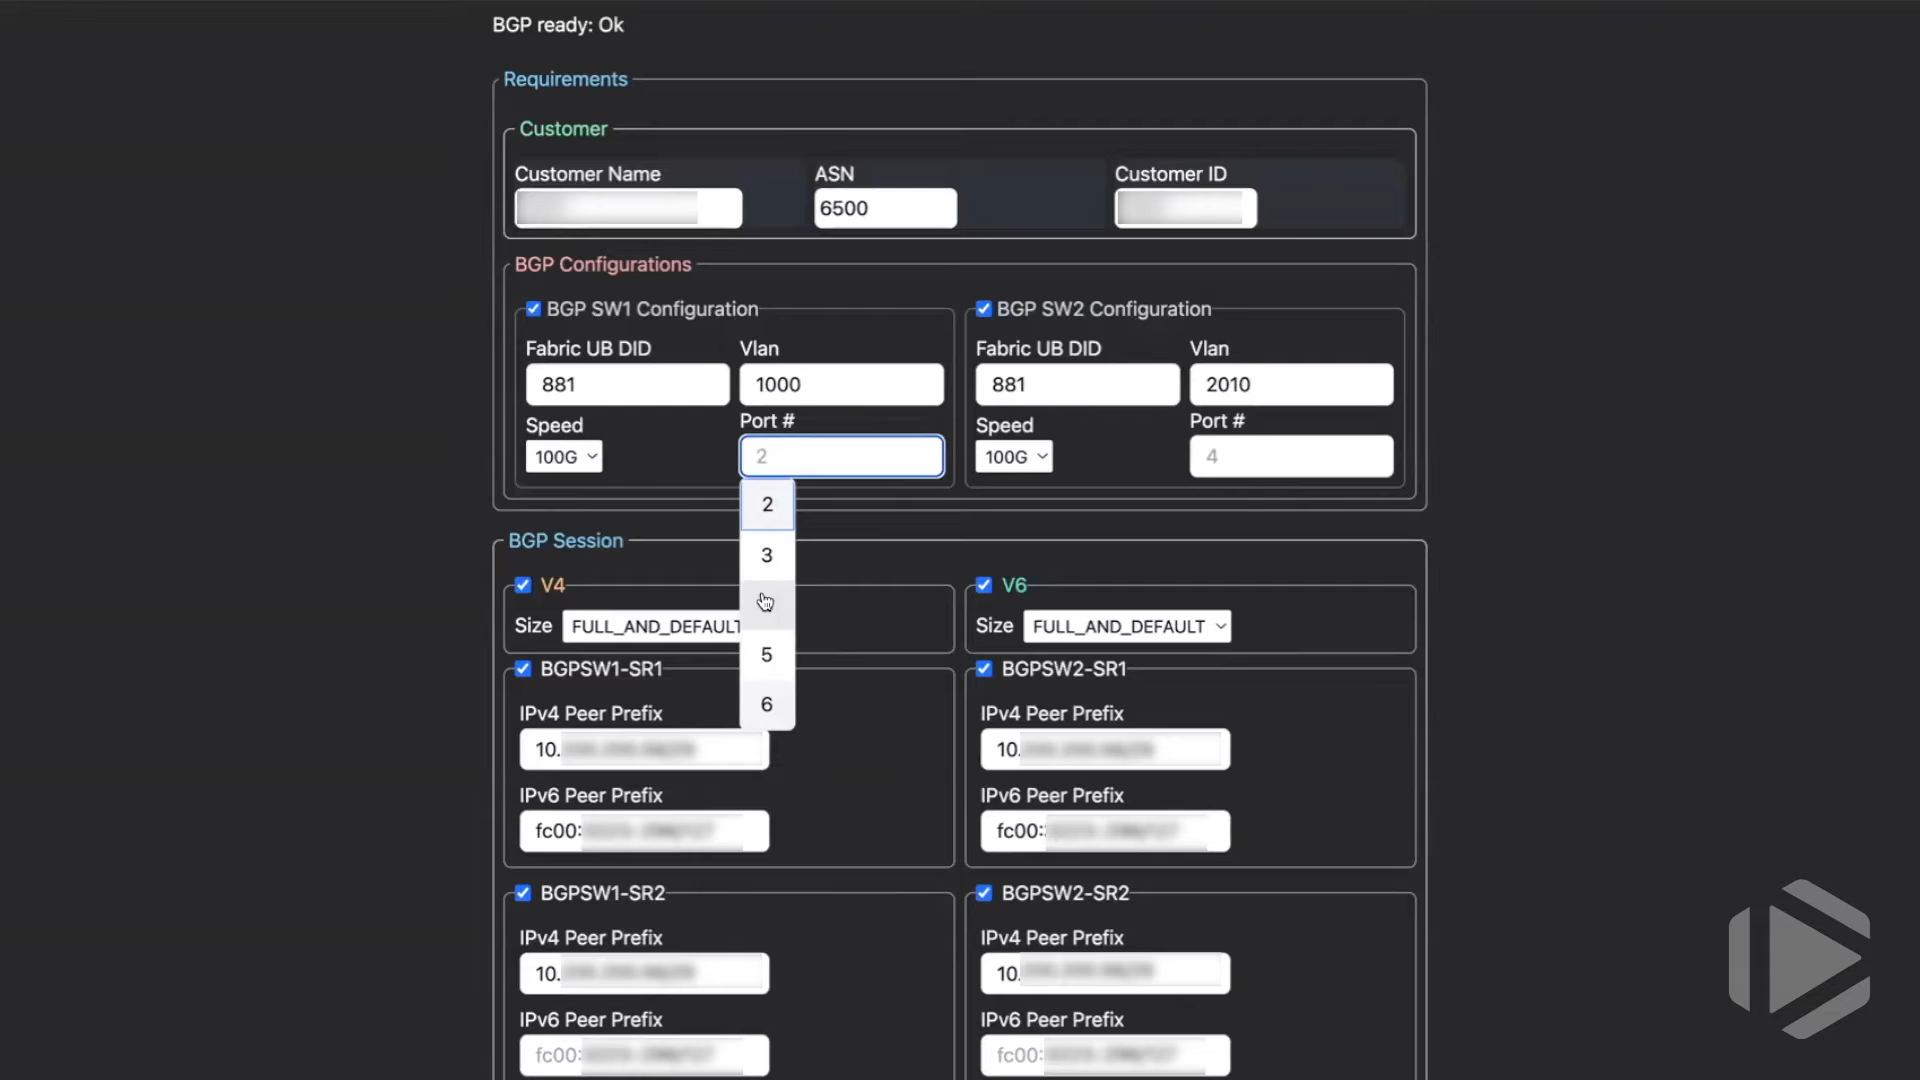 BGP ready: Ok
Requirements
Customer
Customer Name
ASN
Customer ID
6500
BGP Configurations
BGP SW1 Configuration
BGP SW2 Configuration
Fabric UB DID
Vlan
Fabric UB DID
Vlan
881
1000
881
2010
Speed
Port #
Speed
Port #
100G
2
100G
4
2
3
5
6
BGP Session
V4
V6
Size
FULL_AND_DEFAULT
Size
FULL_AND_DEFAULT
BGPSW1-SR1
BGPSW2-SR1
IPv4 Peer Prefix
IPv4 Peer Prefix
10.
10.
IPv6 Peer Prefix
IPv6 Peer Prefix
fc00:
fc00:
BGPSW1-SR2
BGPSW2-SR2
IPv4 Peer Prefix
IPv4 Peer Prefix
10.
10.
IPv6 Peer Prefix
IPv6 Peer Prefix
fc00:
fc00: